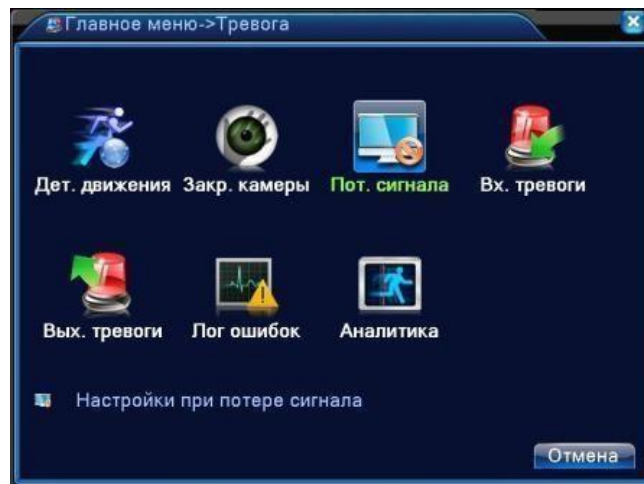 Главное меню->Тревога
Дет. движения Закр. камеры Пот. сигнала Вх. тревоги
Вых. тревоги Лог ошибок Аналитика
Настройки при потере сигнала
Отмена